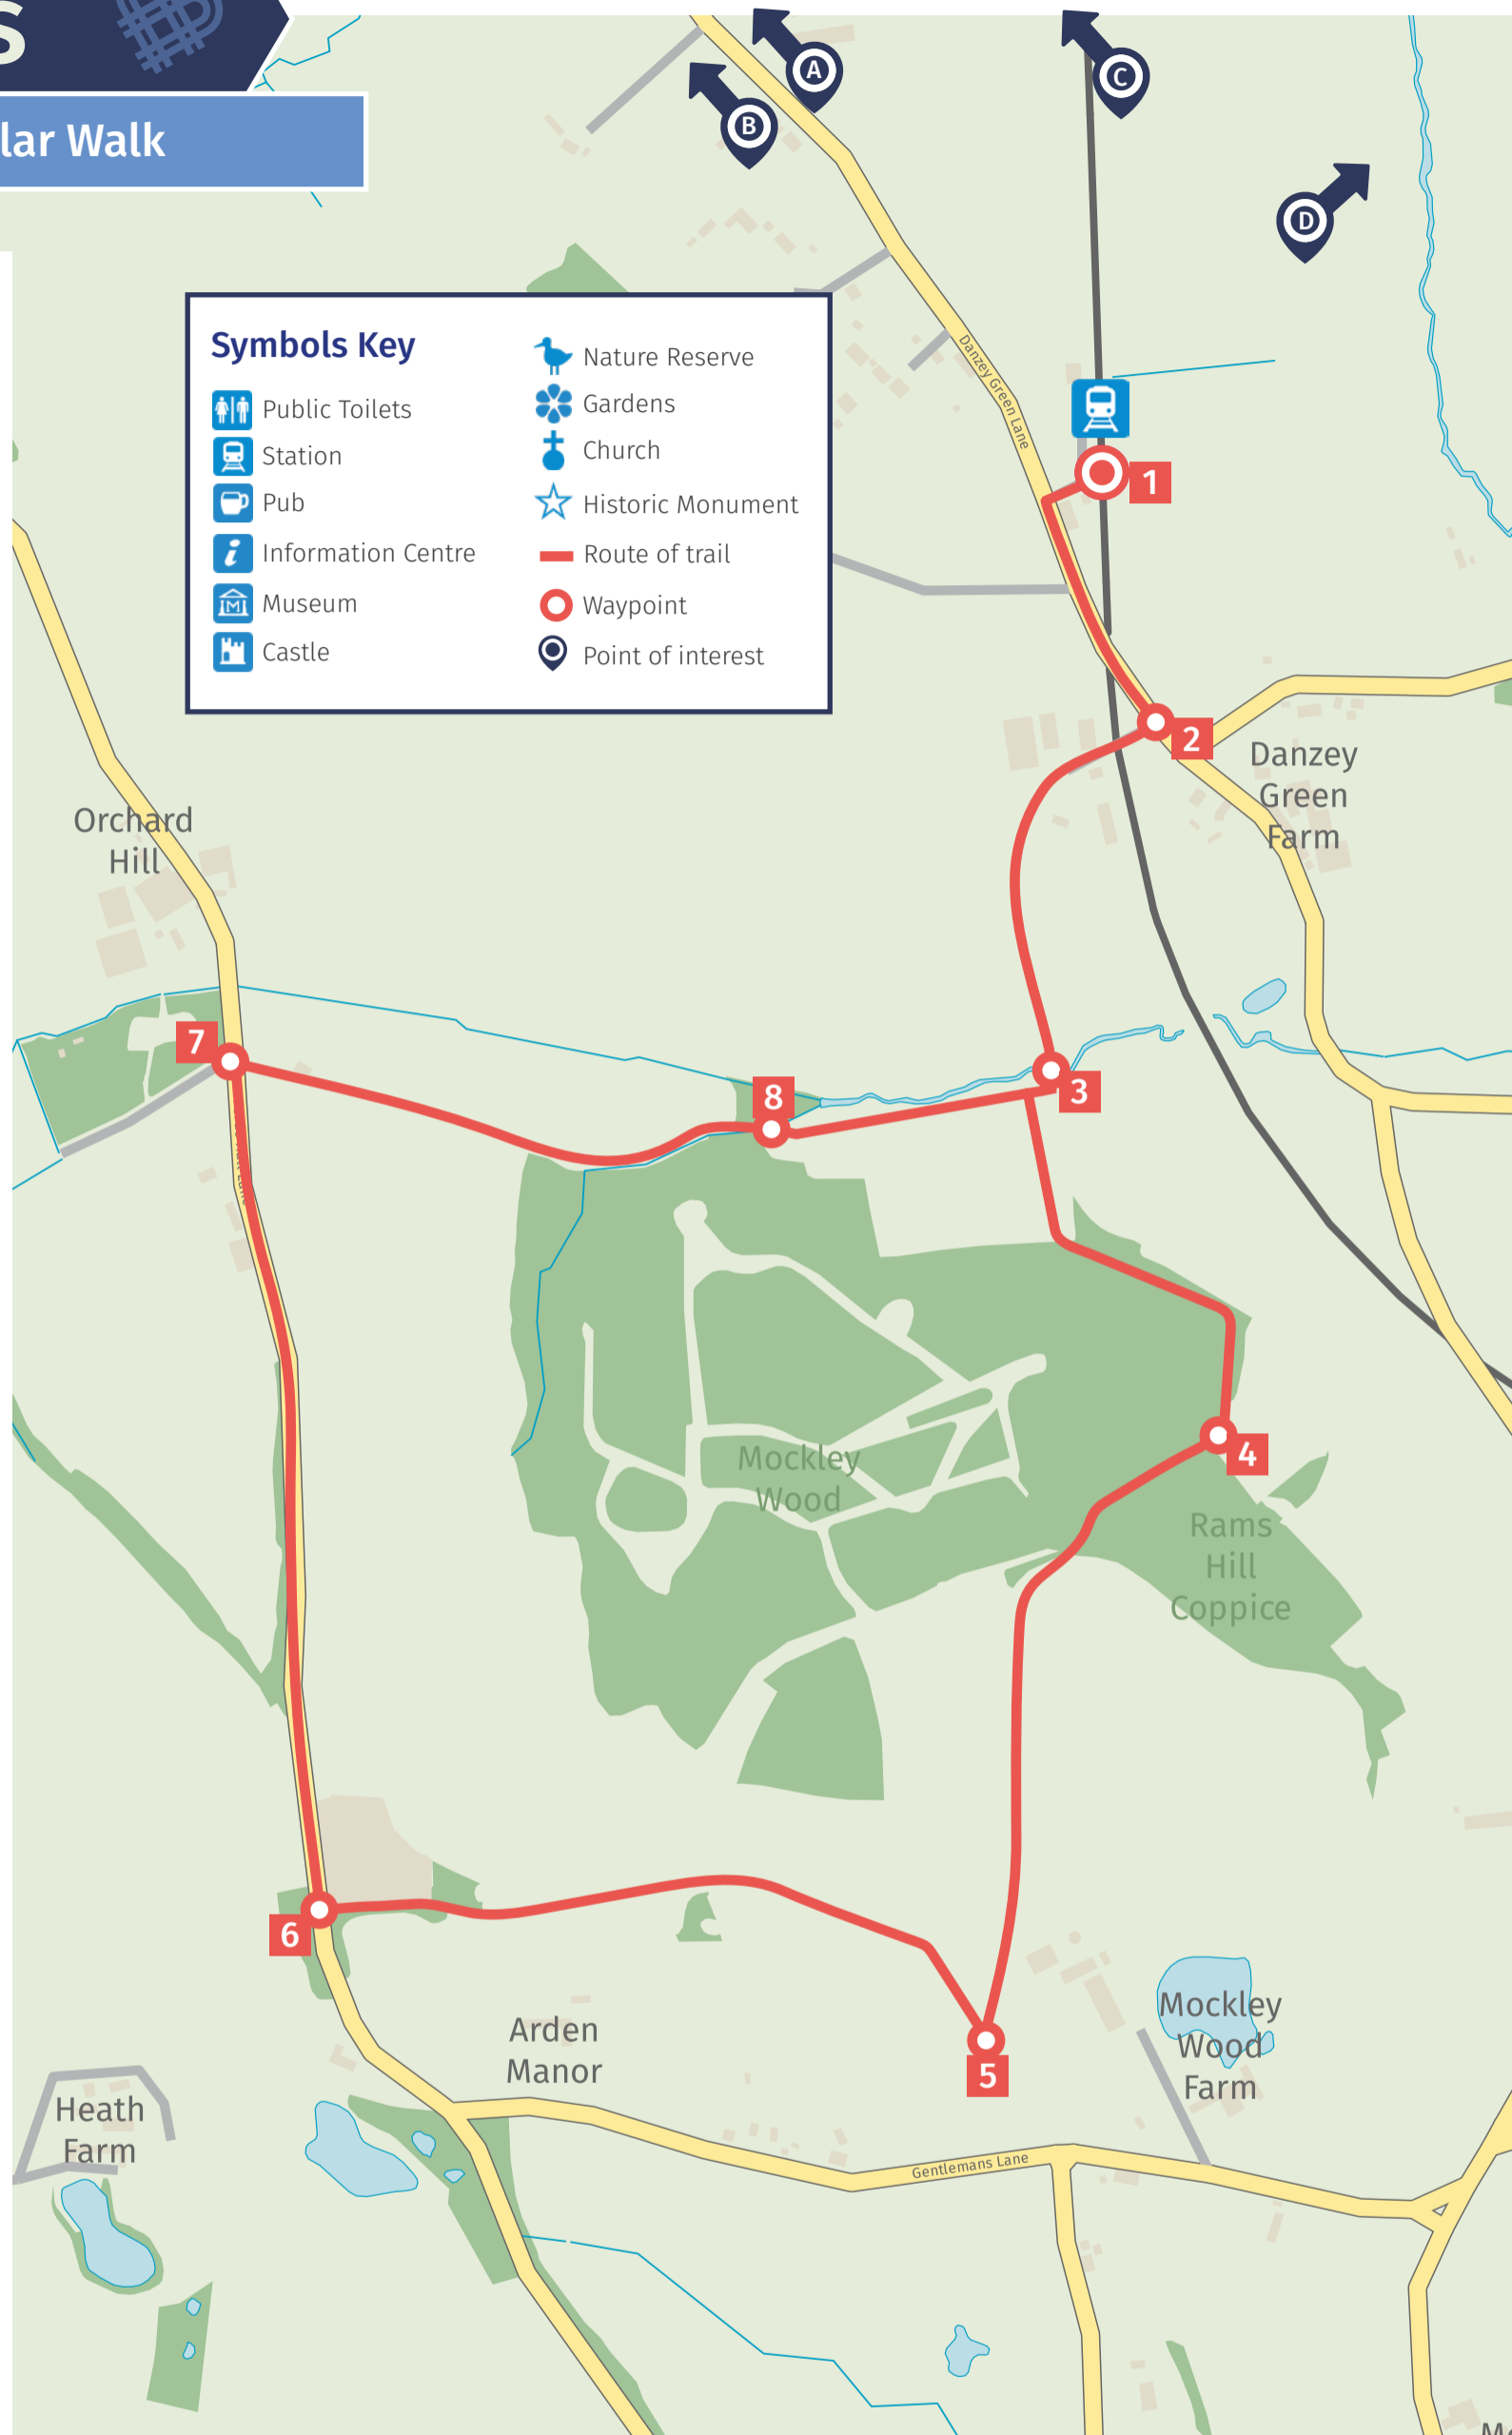 S
lar Walk
A
B
C
D
Symbols Key
Public Toilets
Station
Pub
Information Centre
Museum
Castle
Nature Reserve
Gardens
Church
Historic Monument
Route of trail
Waypoint
Point of interest
Danzey Green Lane
1
2
Danzey
Green
Farm
Orchard
Hill
7
8
3
Mockley
Wood
4
Rams
Hill
Coppice
6
5
Arden
Manor
Mockley
Wood
Farm
Heath
Farm
Gentlemans Lane